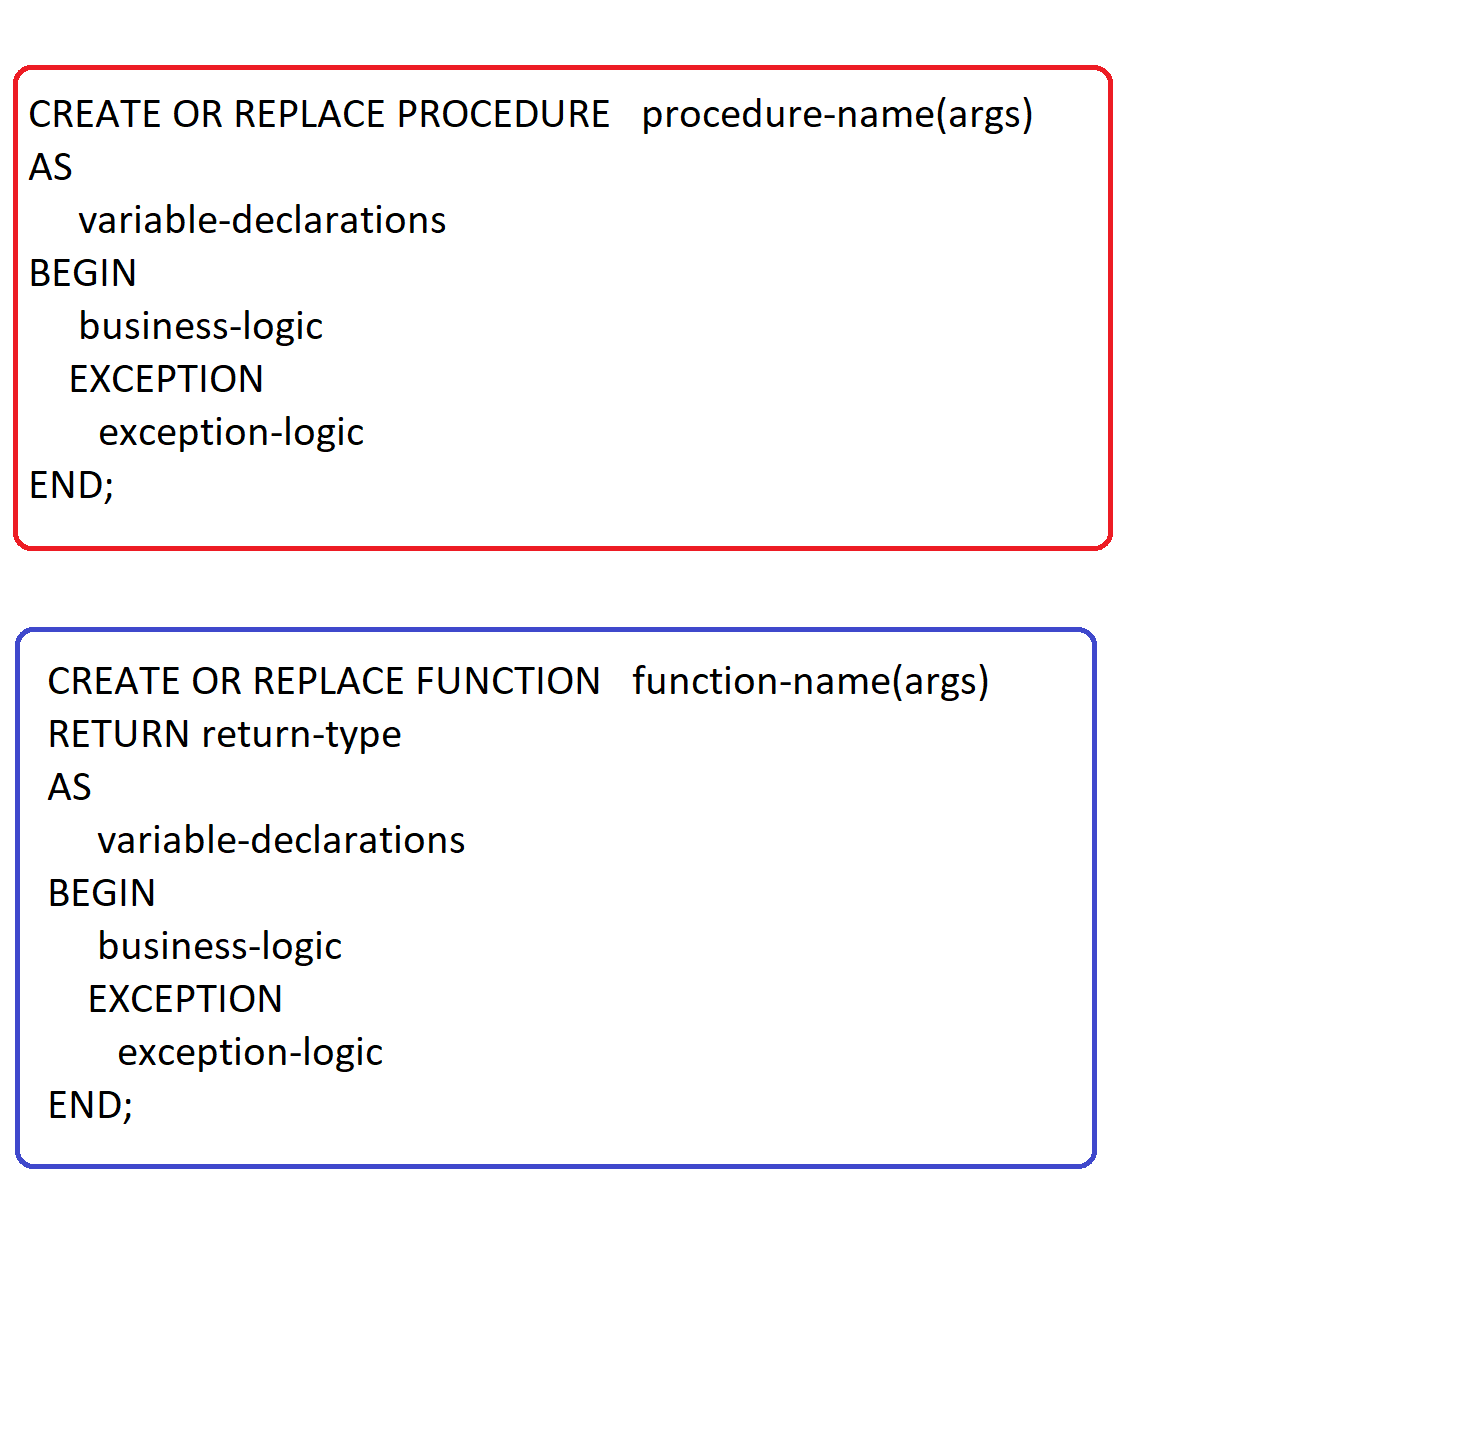 CREATE OR REPLACE PROCEDURE   procedure-name(args)
AS
     variable-declarations
BEGIN
     business-logic
    EXCEPTION
       exception-logic
END;
CREATE OR REPLACE FUNCTION   function-name(args)
RETURN return-type
AS
     variable-declarations
BEGIN
     business-logic
    EXCEPTION
       exception-logic
END;